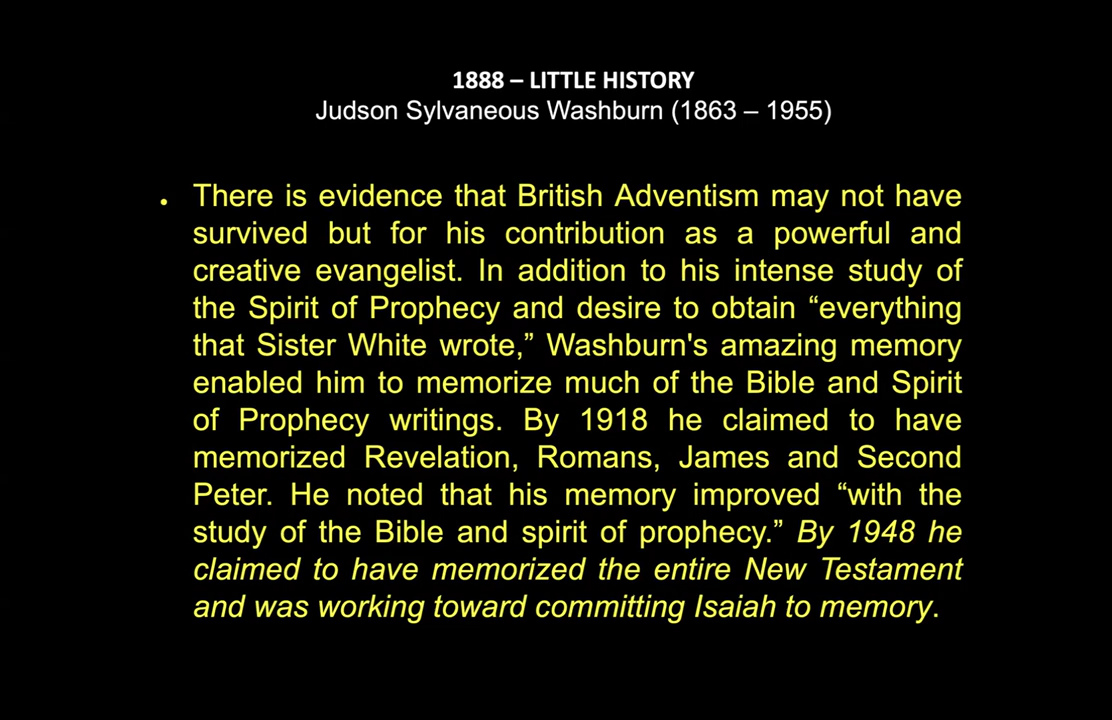 1888 – LITTLE HISTORY
Judson Sylvaneous Washburn (1863 – 1955)
• There is evidence that British Adventism may not have
survived but for his contribution as a powerful and
creative evangelist. In addition to his intense study of
the Spirit of Prophecy and desire to obtain “everything
that Sister White wrote,” Washburn's amazing memory
enabled him to memorize much of the Bible and Spirit
of Prophecy writings. By 1918 he claimed to have
memorized Revelation, Romans, James and Second
Peter. He noted that his memory improved “with the
study of the Bible and spirit of prophecy.” By 1948 he
claimed to have memorized the entire New Testament
and was working toward committing Isaiah to memory.